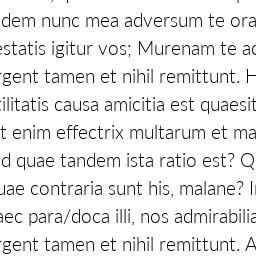 dem nunc mea adversum te ora
estatis igitur vos; Murenam te ac
rgent tamen et nihil remittunt. H
tilitatis causa amicitia est quaesit
t enim effectrix multarum et ma
d quae tandem ista ratio est? Q
uae contraria sunt his, malane? I
aec para/doca illi, nos admirabilia
rgent tamen et nihil remittunt. A